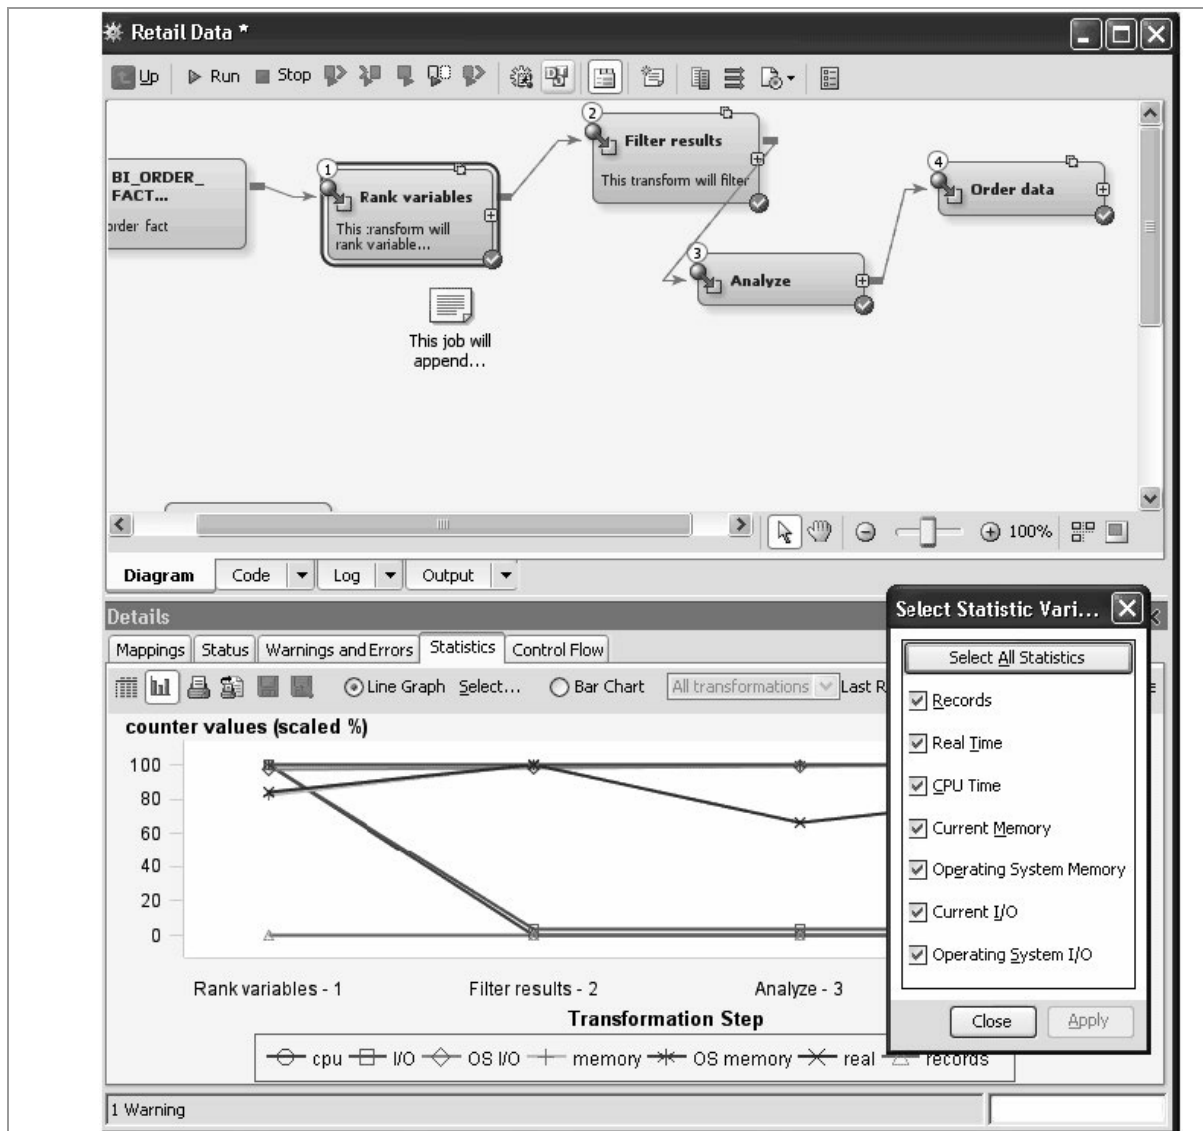 Retail Data *
Up Run Stop
2
Filter results
This transform will filter
BI_ORDER_
FACT...
order fact
1
Rank variables
This :ransform will
rank variable...
4
Order data
3
Analyze
This job will
append...
100%
Diagram Code Log Output
Details
Mappings Status Warnings and Errors Statistics Control Flow
Line Graph Select... Bar Chart All transformations Last R
counter values (scaled %)
100
80
60
40
20
0
Rank variables - 1 Filter results - 2 Analyze - 3
Transformation Step
cpu I/O OS I/O memory OS memory real records
1 Warning
Select Statistic Vari...
Select All Statistics
Records
Real Time
CPU Time
Current Memory
Operating System Memory
Current I/O
Operating System I/O
Close Apply